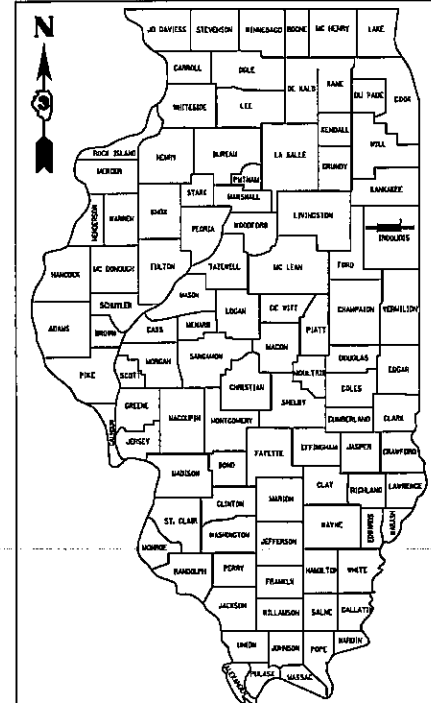 N
JO DAVIESS STEVENSON WINNEBAGO BOONE MC HENRY LAKE
CARROLL OGLE
DE KALB KANE
DU PAGE COOK
WHITESIDE LEE
KENDALL
WILL
ROCK ISLAND
HENRY BUREAU LA SALLE
GRUNDY
MERCER
PUTNAM
KANKAKEE
STARK
MARSHALL
LIVINGSTON
HENDERSON WARREN KNOX
PEORIA WOODFORD
IROQUOIS
FORD
HANCOCK MC DONOUGH FULTON TAZEWELL MC LEAN
MASON
SCHUYLER
LOGAN DE WITT
CHAMPAIGN VERMILION
ADAMS
BROWN CASS MENARD
PIATT
MACON
MORGAN SANGAMON
DOUGLAS
EDGAR
PIKE SCOTT
MOULTRIE
COLES
CHRISTIAN
SHELBY
GREENE
MACOUPIN MONTGOMERY
CUMBERLAND CLARK
CALHOUN
JERSEY
FAYETTE EFFINGHAM JASPER CRAWFORD
MADISON BOND
CLAY
RICHLAND LAWRENCE
MARION
CLINTON
ST. CLAIR
WAYNE
EDWARDS WABASH
WASHINGTON
JEFFERSON
MONROE
RANDOLPH PERRY
HAMILTON WHITE
FRANKLIN
JACKSON
WILLIAMSON SALNE GALLATI
UNION JOHNSON POPE HARDIN
ALEXANDER
PULASK MASSAC